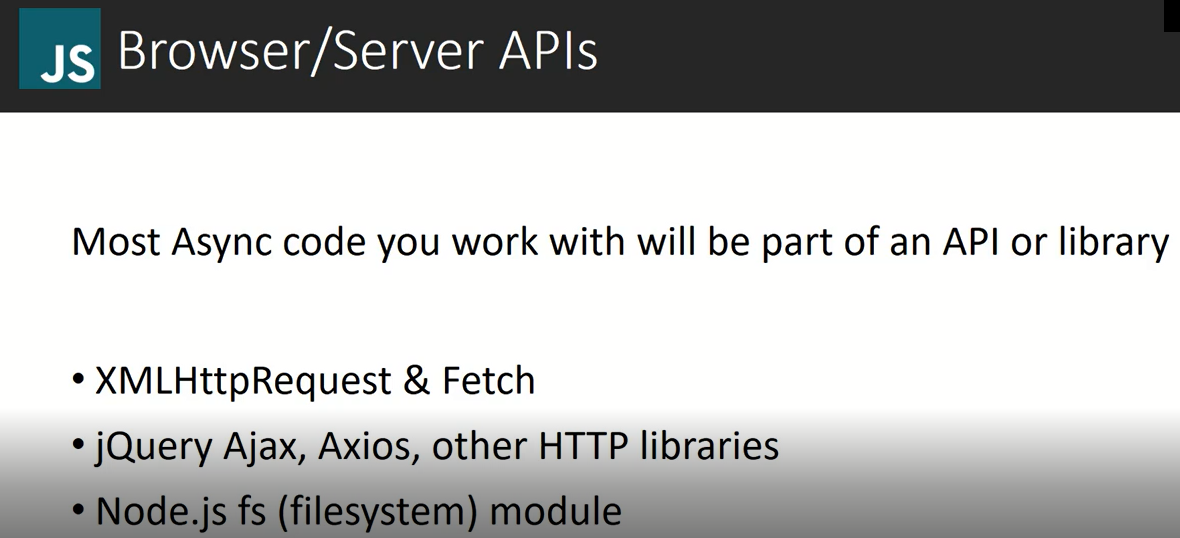 JS Browser/Server APIs
Most Async code you work with will be part of an API or library
• XMLHttpRequest & Fetch
• jQuery Ajax, Axios, other HTTP libraries
• Node.js fs (filesystem) module